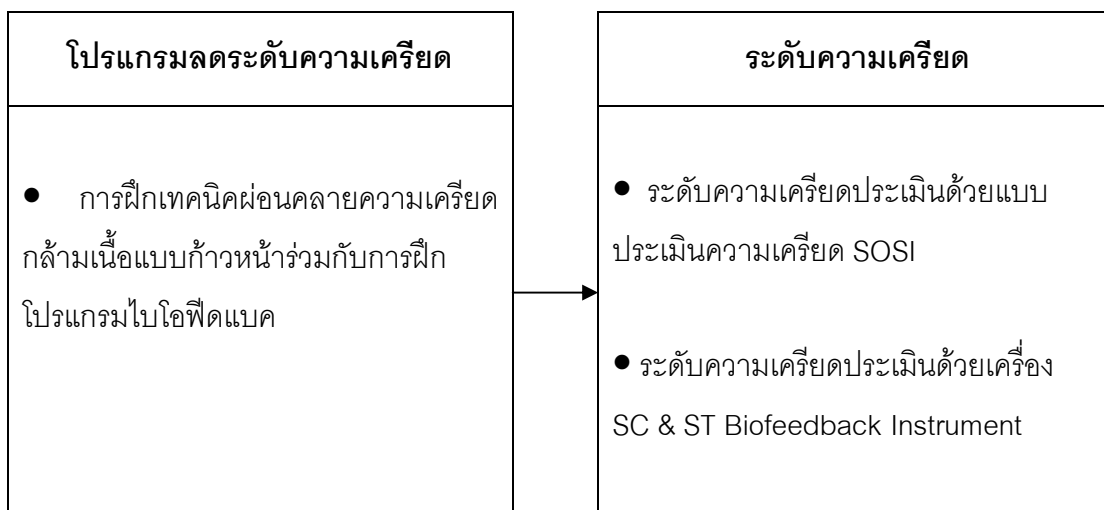 โปรแกรมลดระดับความเครียด
● การฝึกเทคนิคผ่อนคลายความเครียด
กล้ามเนื้อแบบก้าวหน้าร่วมกับการฝึก
โปรแกรมไบโอฟีดแบค
ระดับความเครียด
● ระดับความเครียดประเมินด้วยแบบ
ประเมินความเครียด SOSI
● ระดับความเครียดประเมินด้วยเครื่อง
SC & ST Biofeedback Instrument